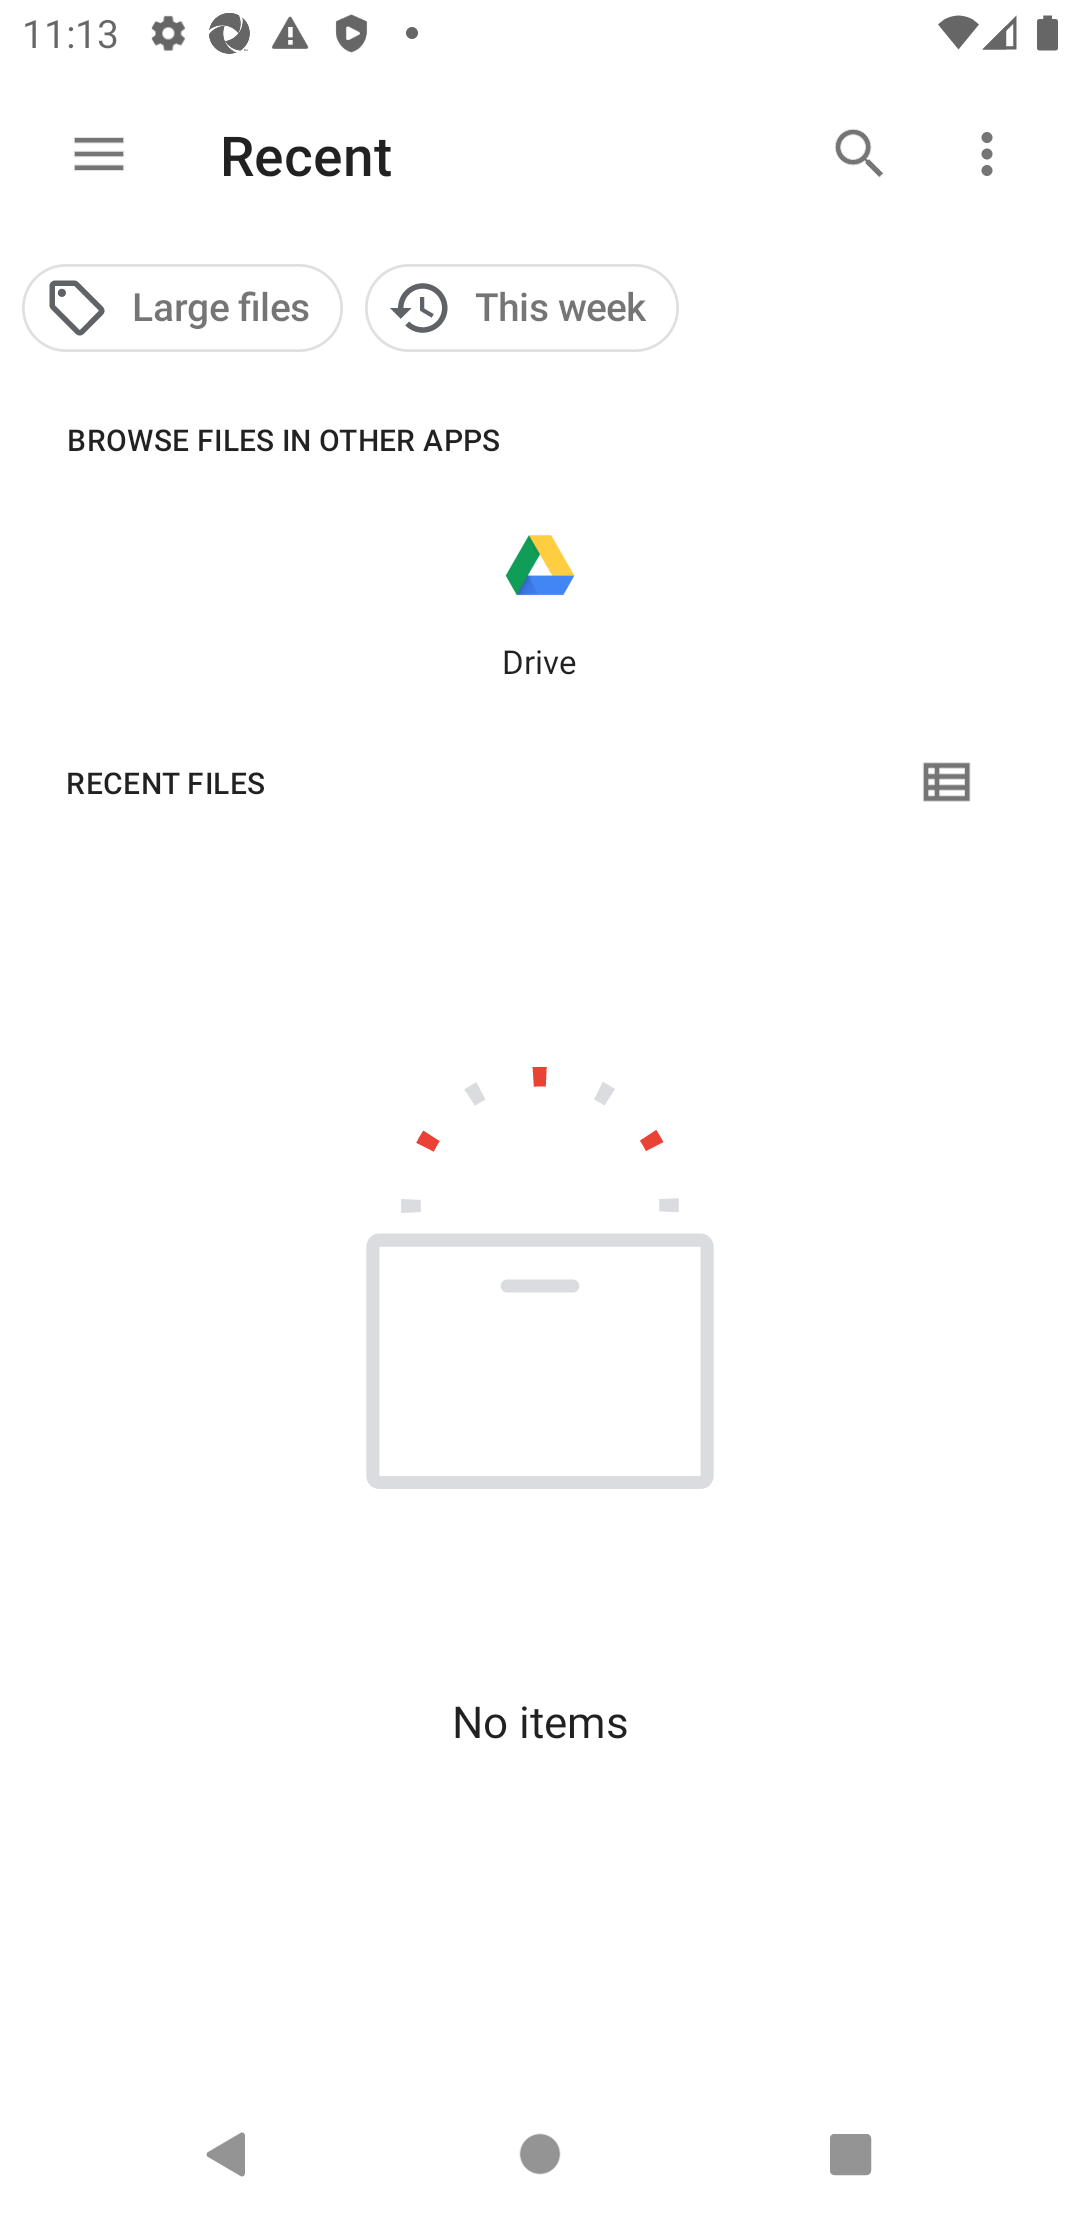 11:13
Recent
Large files
This week
BROWSE FILES IN OTHER APPS
Drive
RECENT FILES
No items